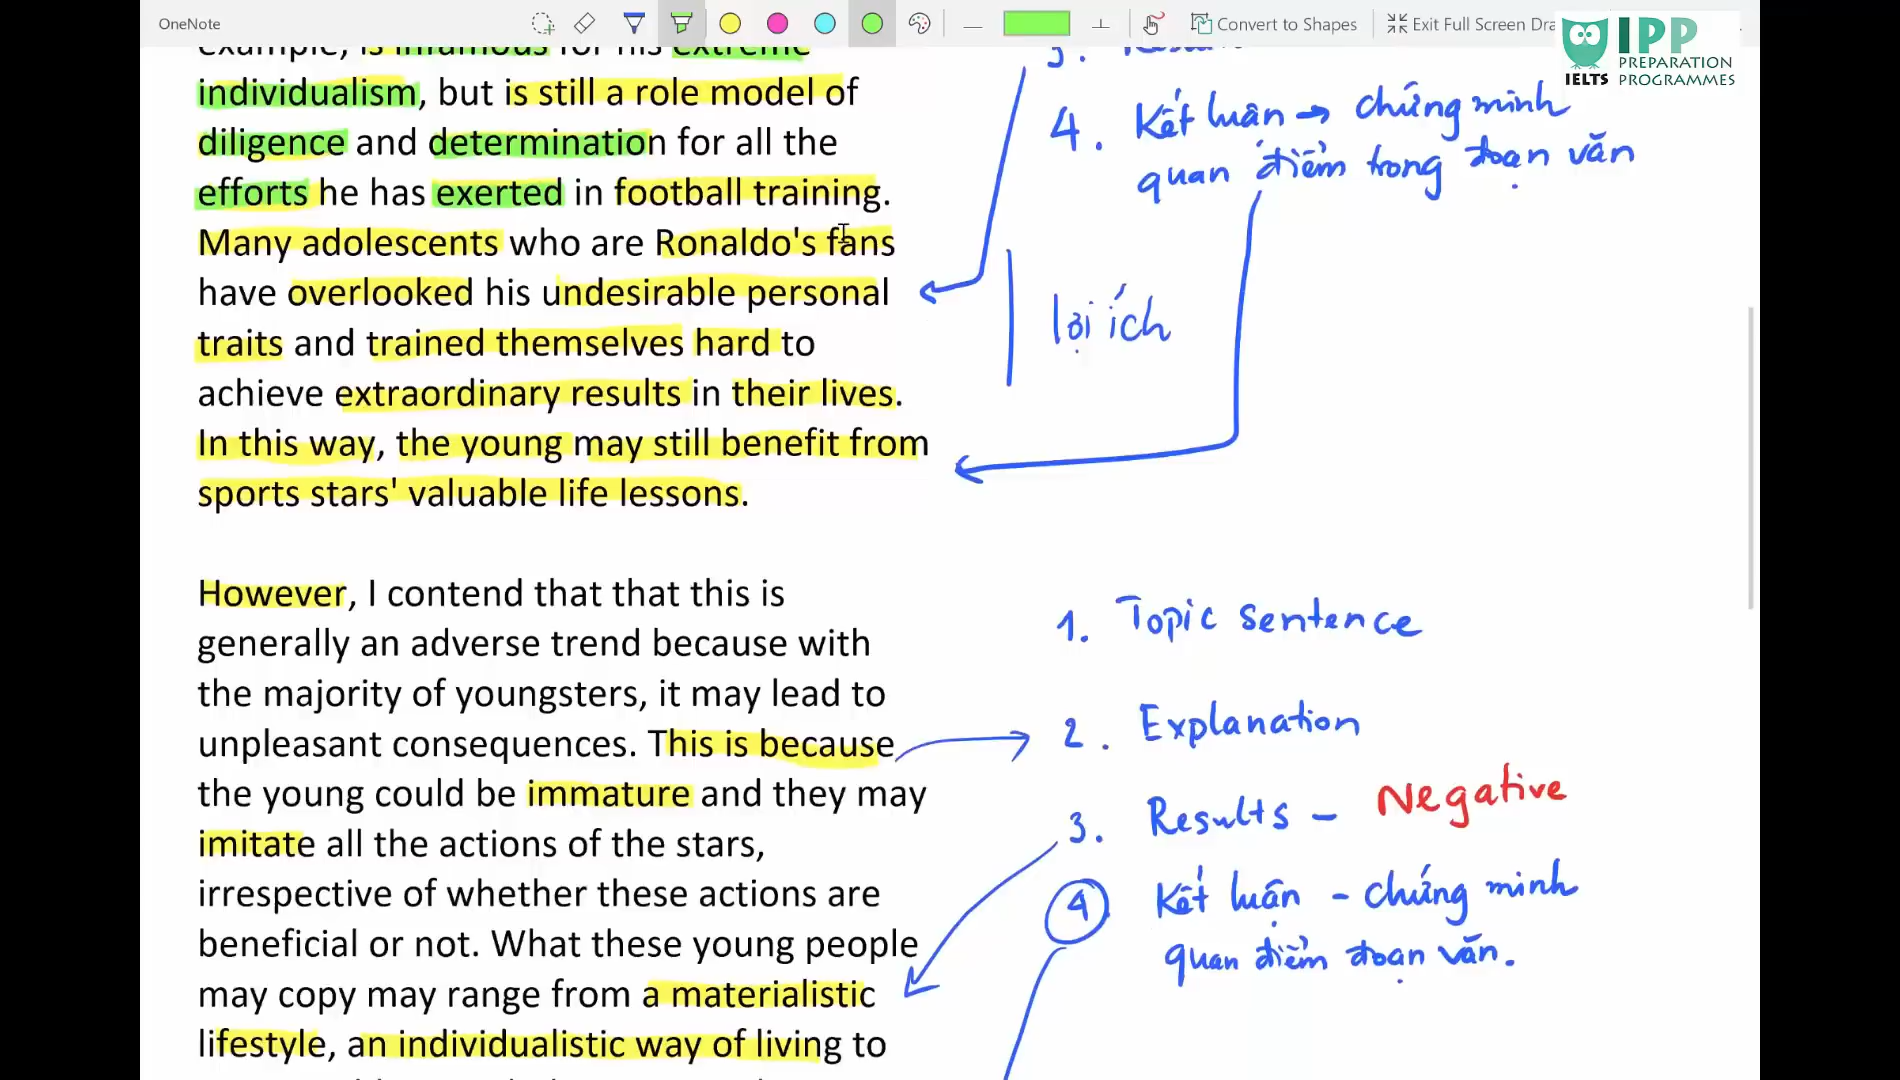 OneNote
Convert to Shapes
Exit Full Screen Dra
IPP
IELTS
PREPARATION
PROGRAMMES
example, is infamous for his extreme
individualism, but is still a role model of
diligence and determination for all the
efforts he has exerted in football training.
Many adolescents who are Ronaldo's fans
have overlooked his undesirable personal
traits and trained themselves hard to
achieve extraordinary results in their lives.
In this way, the young may still benefit from
sports stars' valuable life lessons.
3.
4. Kết luận → chứng minh
quan điểm trong đoạn văn
lợi ích
However, I contend that that this is
generally an adverse trend because with
the majority of youngsters, it may lead to
unpleasant consequences. This is because
the young could be immature and they may
imitate all the actions of the stars,
irrespective of whether these actions are
beneficial or not. What these young people
may copy may range from a materialistic
lifestyle, an individualistic way of living to
1. Topic sentence
2. Explanation
3. Results - Negative
4 Kết luận - chứng minh
quan điểm đoạn văn.